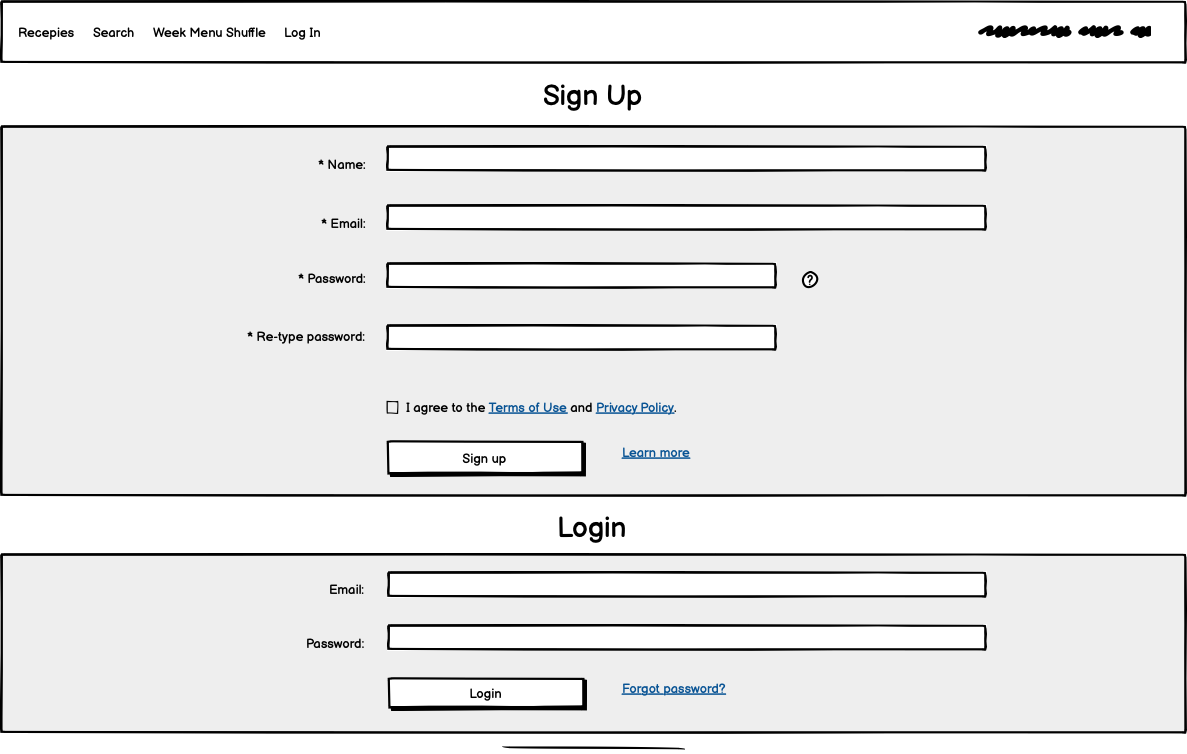 Recepies Search Week Menu Shuffle Log In
Sign Up
* Name:
* Email:
* Password: ?
* Re-type password:
I agree to the Terms of Use and Privacy Policy.
Sign up Learn more
Login
Email:
Password:
Login Forgot password?